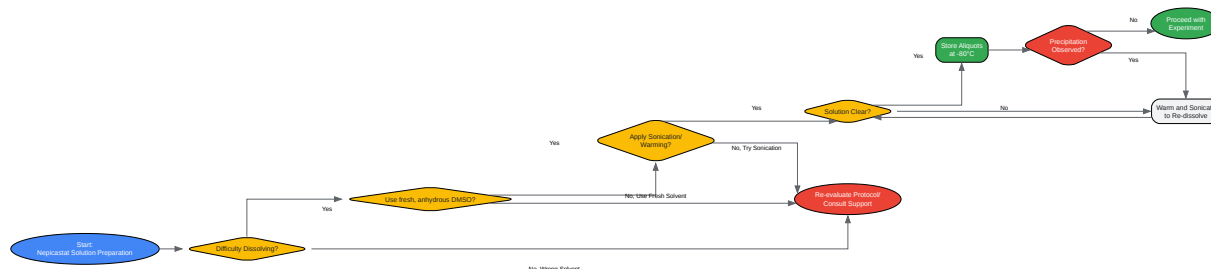 Start:
Nepicastat Solution Preparation
Difficulty Dissolving?
Yes
Use fresh, anhydrous DMSO?
Yes
No, Use Fresh Solvent
Apply Sonication/
Warming?
Yes
No, Try Sonication
Re-evaluate Protocol/
Consult Support
Solution Clear?
Yes
No
Store Aliquots
at -80°C
Precipitation
Observed?
No
Yes
Proceed with
Experiment
Warm and
to Re-dissolve
No, Wrong Solvent